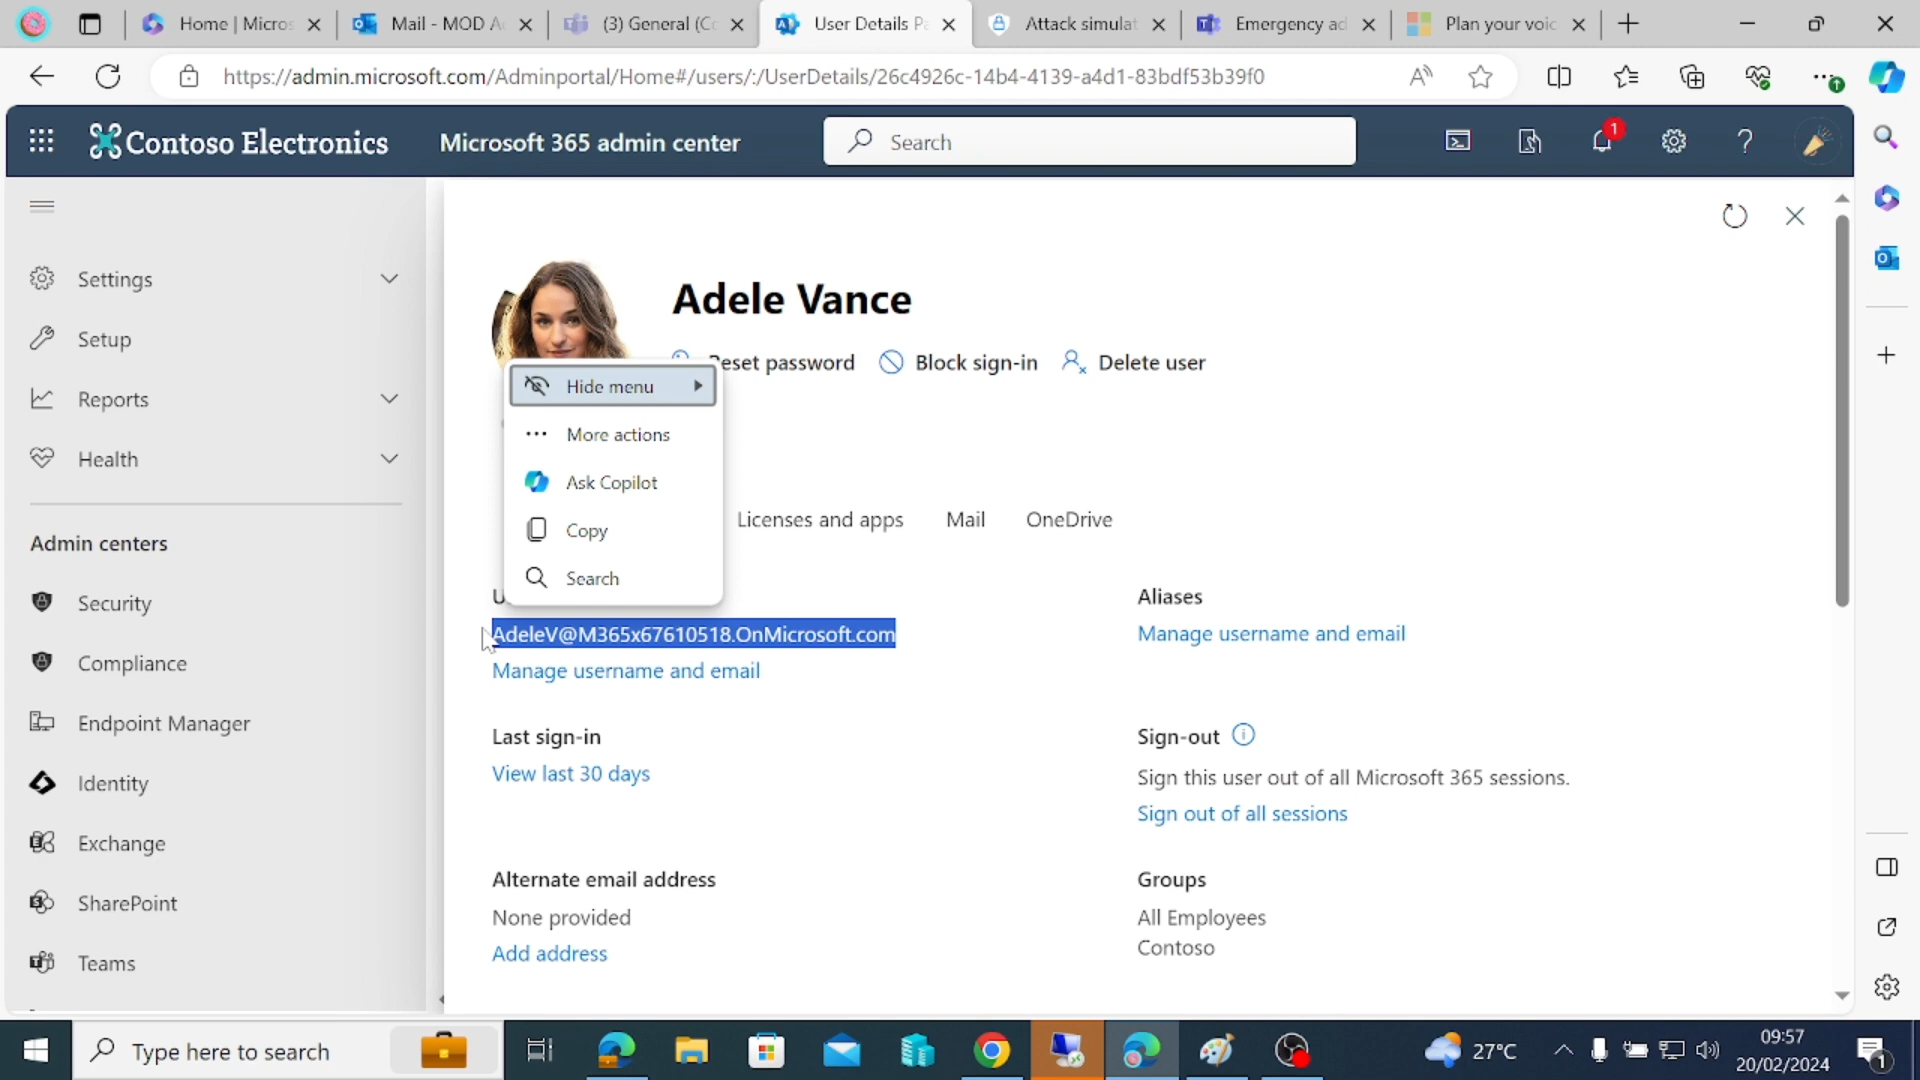 Home | Micros
Mail - MOD A
(3) General (Co
User Details Pa
Attack simulat
Emergency ad
Plan your voic
https://admin.microsoft.com/Adminportal/Home#/users/:/UserDetails/26c4926c-14b4-4139-a4d1-83bdf53b39f0
Contoso Electronics
Microsoft 365 admin center
Search
1
Settings
Setup
Reports
Health
Admin centers
Security
Compliance
Endpoint Manager
Identity
Exchange
SharePoint
Teams
Adele Vance
Reset password
Block sign-in
Delete user
Hide menu
More actions
Ask Copilot
Copy
Search
Licenses and apps
Mail
OneDrive
AdeleV@M365x67610518.OnMicrosoft.com
Manage username and email
Aliases
Manage username and email
Last sign-in
View last 30 days
Sign-out
Sign this user out of all Microsoft 365 sessions.
Sign out of all sessions
Alternate email address
None provided
Add address
Groups
All Employees
Contoso
Type here to search
27°C
09:57
20/02/2024
1